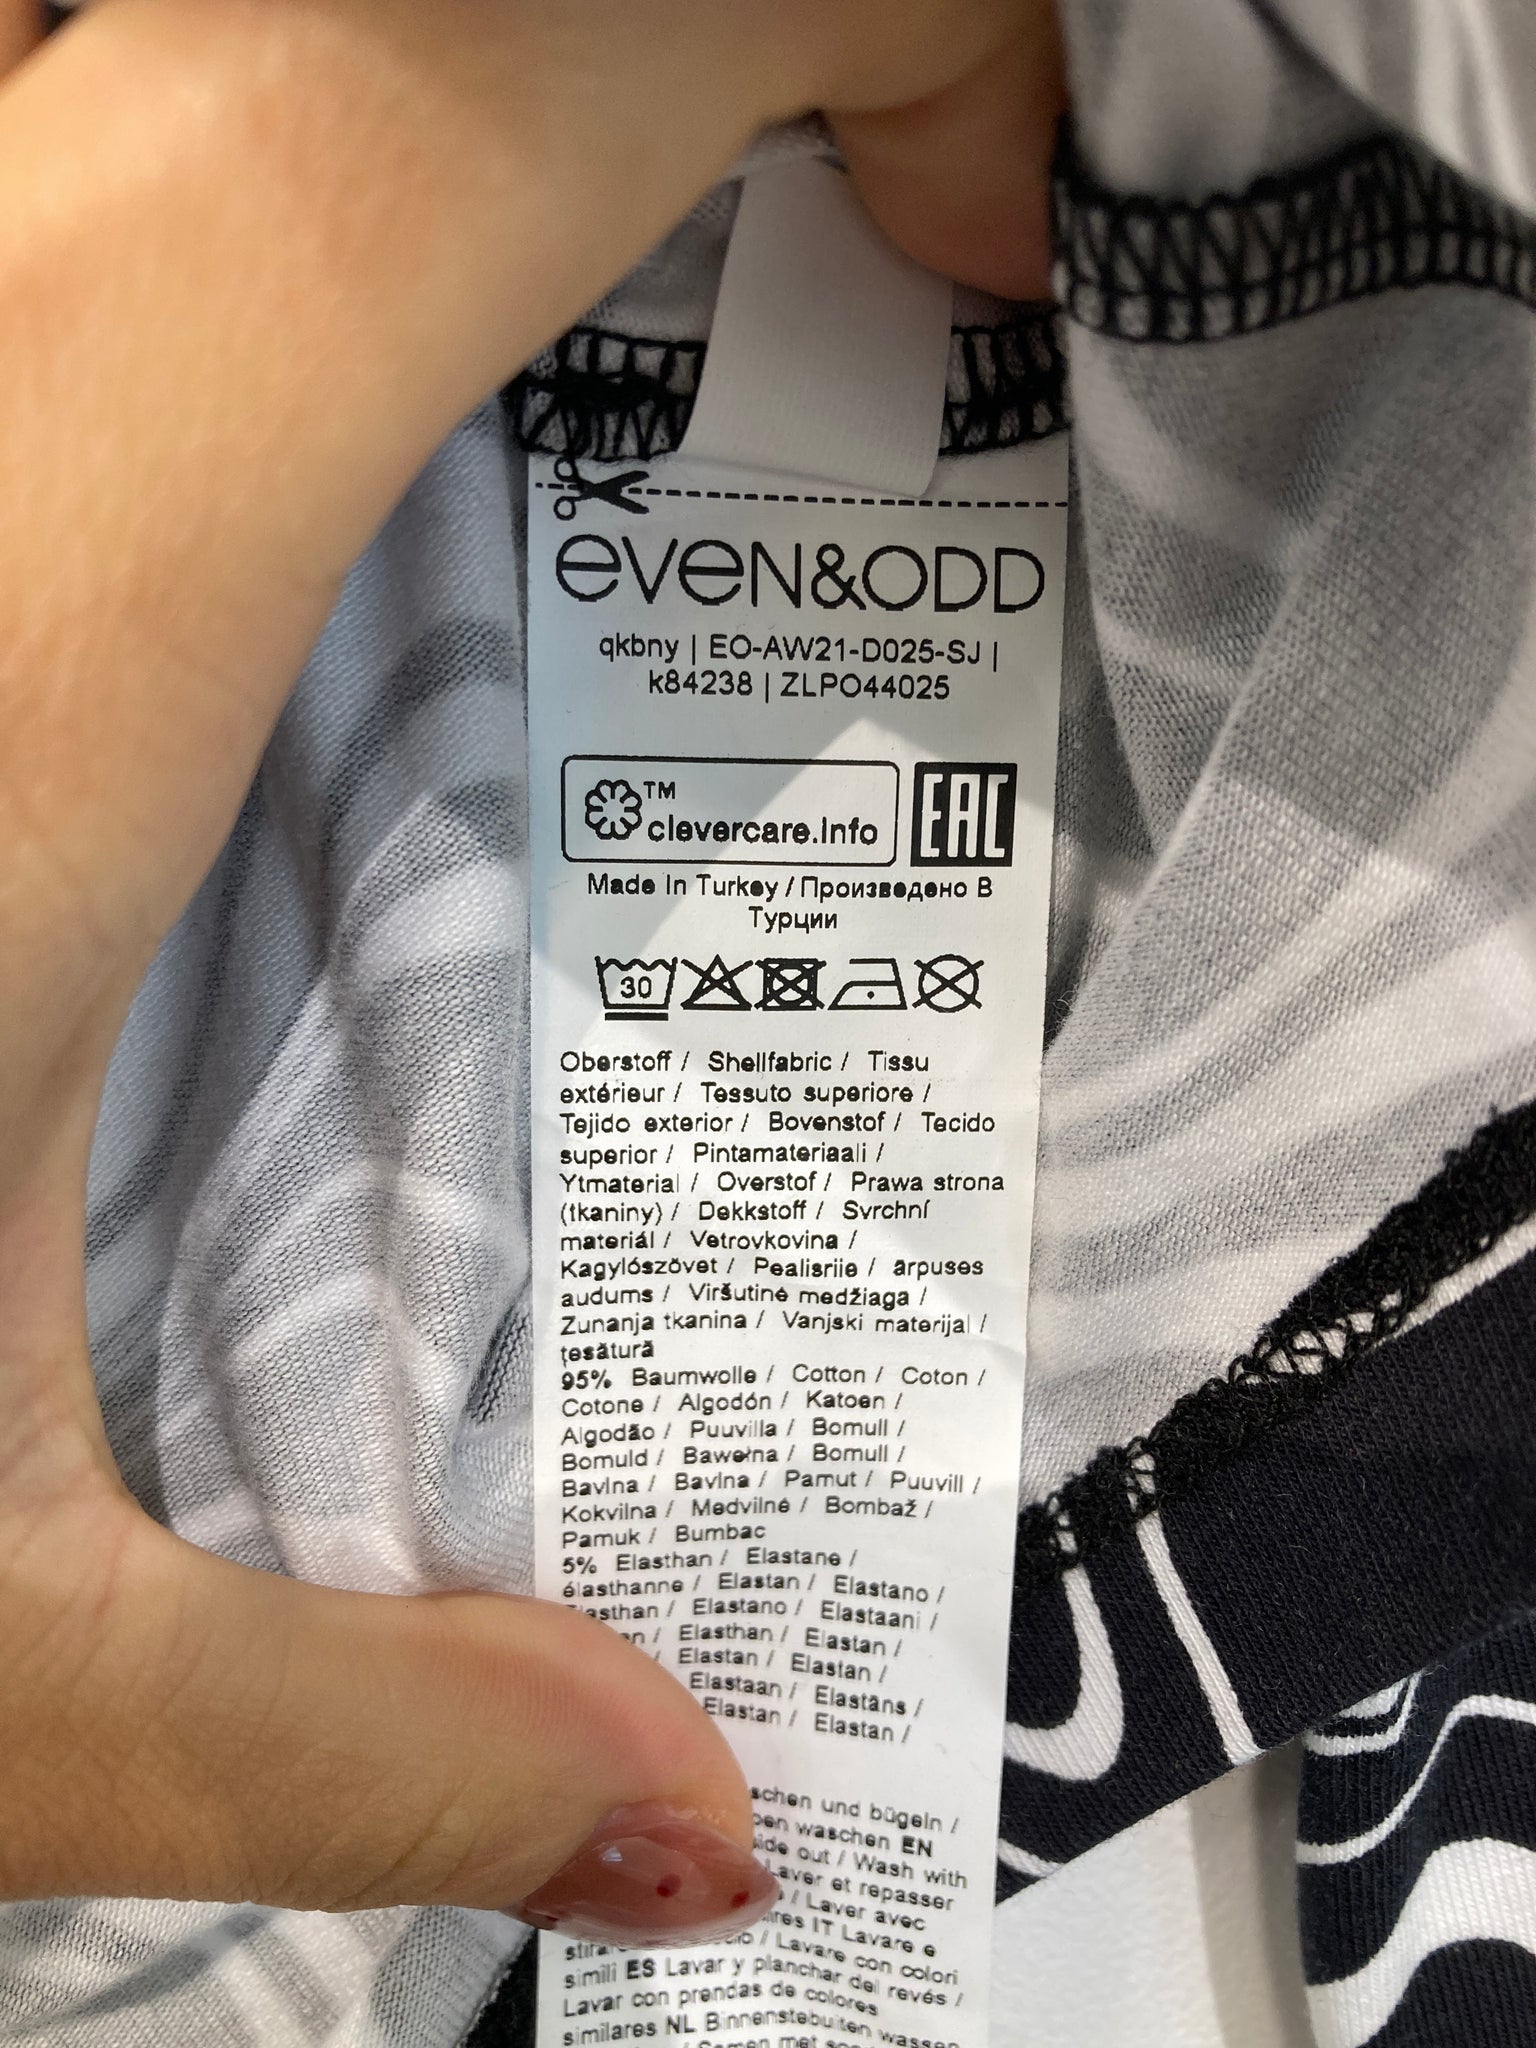 even&ODD
qkbny | EO-AW21-D025-SJ |
k84238 | ZLPO44025
TM
clevercare.info
EAC
Made In Turkey / Произведено В
Турции
30
Oberstoff / Shellfabric / Tissu
extérieur / Tessuto superiore /
Tejido exterior / Bovenstof / Tecido
superior / Pintamateriaali /
Ytmaterial / Overstof / Prawa strona
(tkaniny) / Dekkstoff / Svrchní
materiál / Vetrovkovina /
Kagylószövet / Pealisriie / ārpuses
audums / Viršutinė medžiaga /
Zunanja tkanina / Vanjski materijal /
țesătură
95% Baumwolle / Cotton / Coton /
Cotone / Algodón / Katoen /
Algodão / Puuvilla / Bomull /
Bomuld / Bawełna / Bomull /
Bavlna / Bavlna / Pamut / Puuvill /
Kokvilna / Medvilnė / Bombaž /
Pamuk / Bumbac
5% Elasthan / Elastane /
élasthanne / Elastan / Elastano /
Elasthan / Elastano / Elastaani /
/ Elasthan / Elastan /
/ Elastan / Elastan /
Elastaan / Elastāns /
Elastan / Elastan /
und bügeln /
waschen EN
out / Wash with
Laver et repasser
/ Laver avec
IT Lavare e
/ Lavare con colori
simili ES Lavar y planchar del revés /
Lavar con prendas de colores
similares NL Binnenstebuiten wassen
/ Samen met